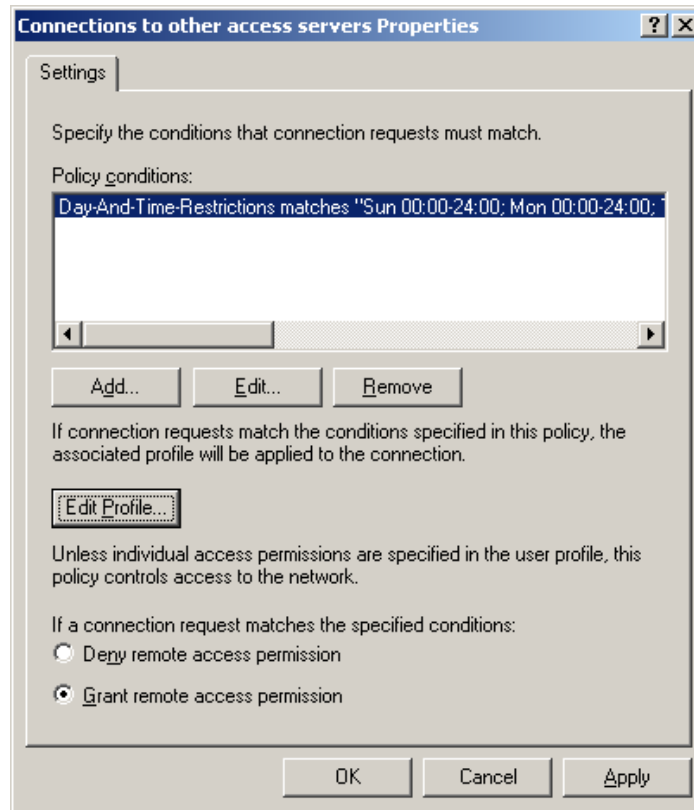 Connections to other access servers Properties
Settings
Specify the conditions that connection requests must match.
Policy conditions:
Day-And-Time-Restrictions matches "Sun 00:00-24:00; Mon 00:00-24:00;
Add... Edit... Remove
If connection requests match the conditions specified in this policy, the
associated profile will be applied to the connection.
Edit Profile...
Unless individual access permissions are specified in the user profile, this
policy controls access to the network.
If a connection request matches the specified conditions:
Deny remote access permission
Grant remote access permission
OK Cancel Apply